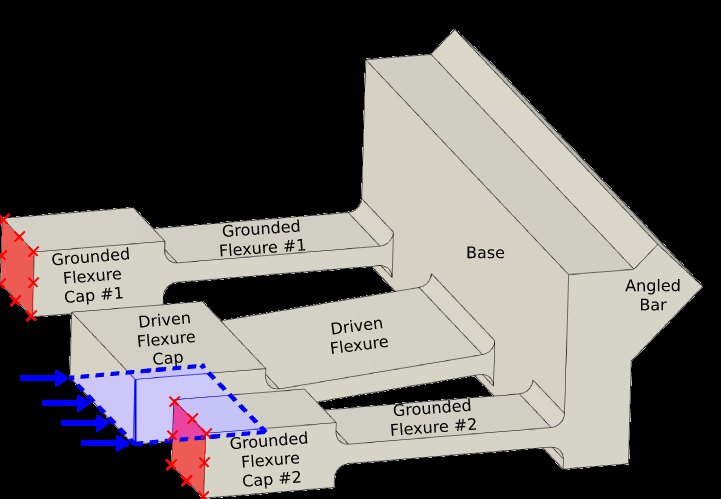 Grounded
Flexure #1
Grounded
Flexure
Cap #1
Base
Angled
Bar
Driven
Flexure
Cap
Driven
Flexure
Grounded
Flexure #2
Grounded
Flexure
Cap #2